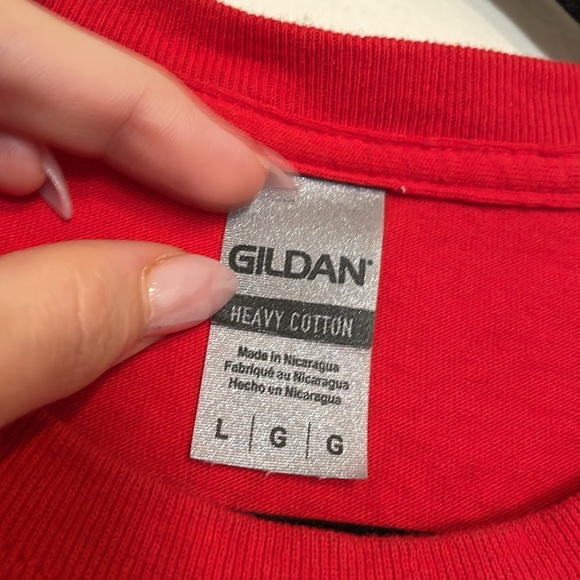 GILDAN
HEAVY COTTON
Made in Nicaragua
Fabriqué au Nicaragua
Hecho en Nicaragua
L | G | G